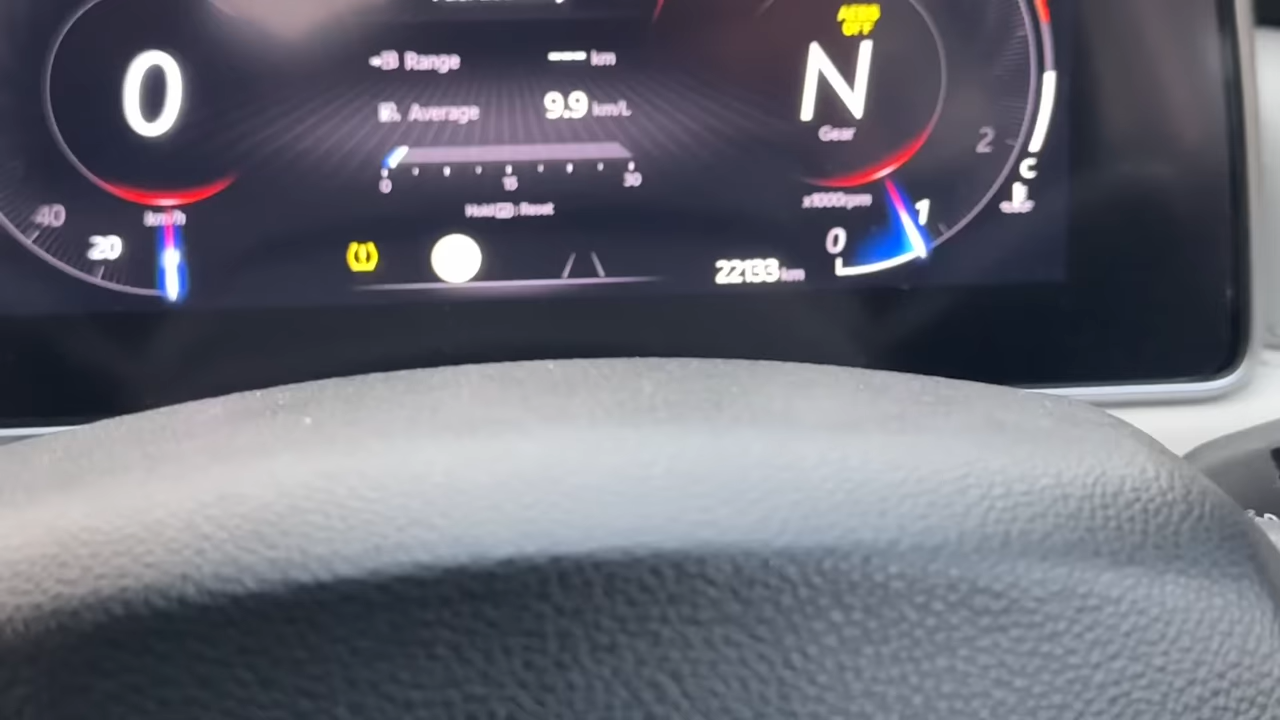 0
Range --- km
Average 9.9 km/L
0 15 30
Hold : Reset
km/h
40
20
AEBS
OFF
N
Gear
x1000rpm
0
1
2
C
22133 km